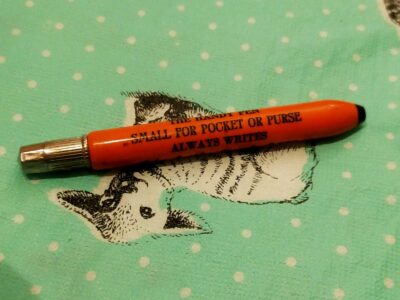 THE HANDY PEN
SMALL FOR POCKET OR PURSE
ALWAYS WRITES